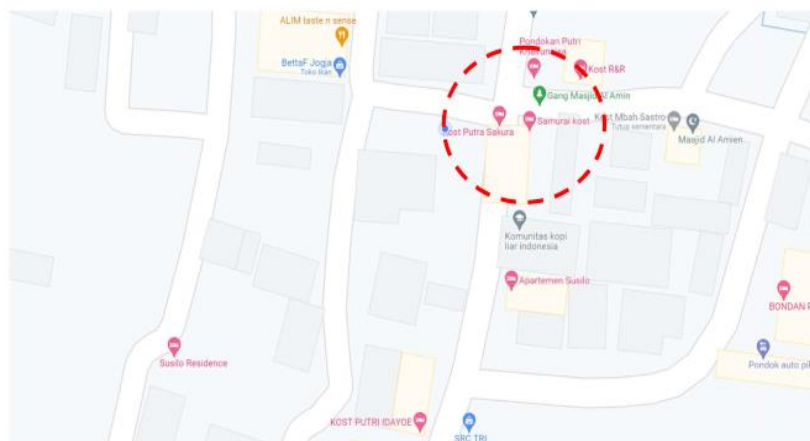 ALIM taste n sense
BettaF Jogja
Toko Ikan
Pondokan Putri
Kost R&R
Gang Masjid Al Amin
Kost Putra Sakura
Samurai kost
Kost Mbah Sastro
Tutup sementara
Masjid Al Amien
Komunitas kopi
liar indonesia
Apartemen Susilo
BONDAN
Susilo Residence
Pondok auto
KOST PUTRI IDAYOE
SRC TRI